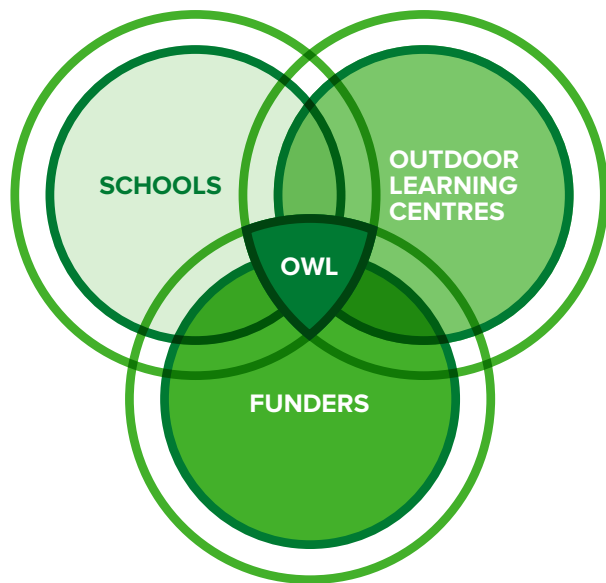 SCHOOLS
OUTDOOR
LEARNING
CENTRES
OWL
FUNDERS